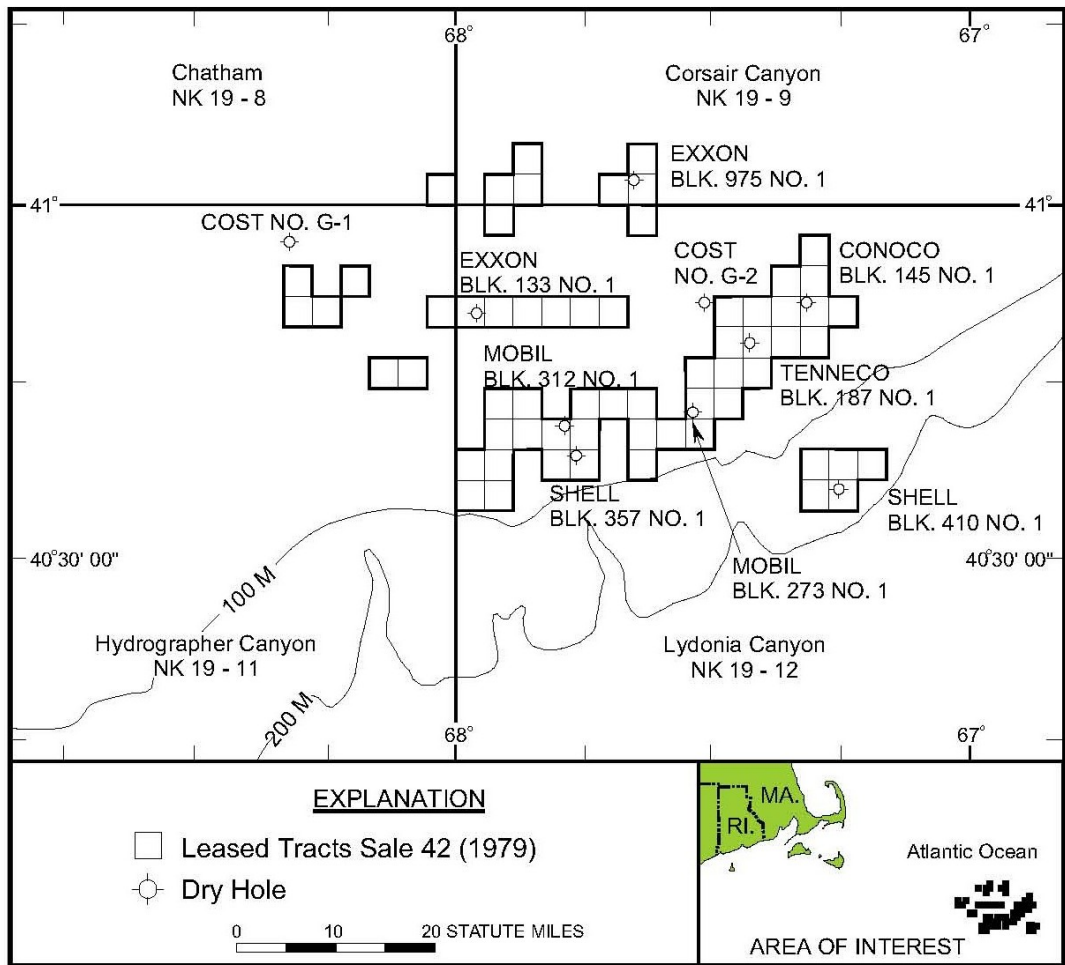 68°
67°
Chatham
NK 19 - 8
Corsair Canyon
NK 19 - 9
EXXON
BLK. 975 NO. 1
41°
41°
COST NO. G-1
EXXON
BLK. 133 NO. 1
COST
NO. G-2
CONOCO
BLK. 145 NO. 1
MOBIL
BLK. 312 NO. 1
TENNECO
BLK. 187 NO. 1
SHELL
BLK. 357 NO. 1
SHELL
BLK. 410 NO. 1
40°30' 00"
40°30' 00"
MOBIL
BLK. 273 NO. 1
100 M
Hydrographer Canyon
NK 19 - 11
Lydonia Canyon
NK 19 - 12
200 M
68°
67°
EXPLANATION
Leased Tracts Sale 42 (1979)
Dry Hole
0 10 20 STATUTE MILES
MA.
RI.
Atlantic Ocean
AREA OF INTEREST